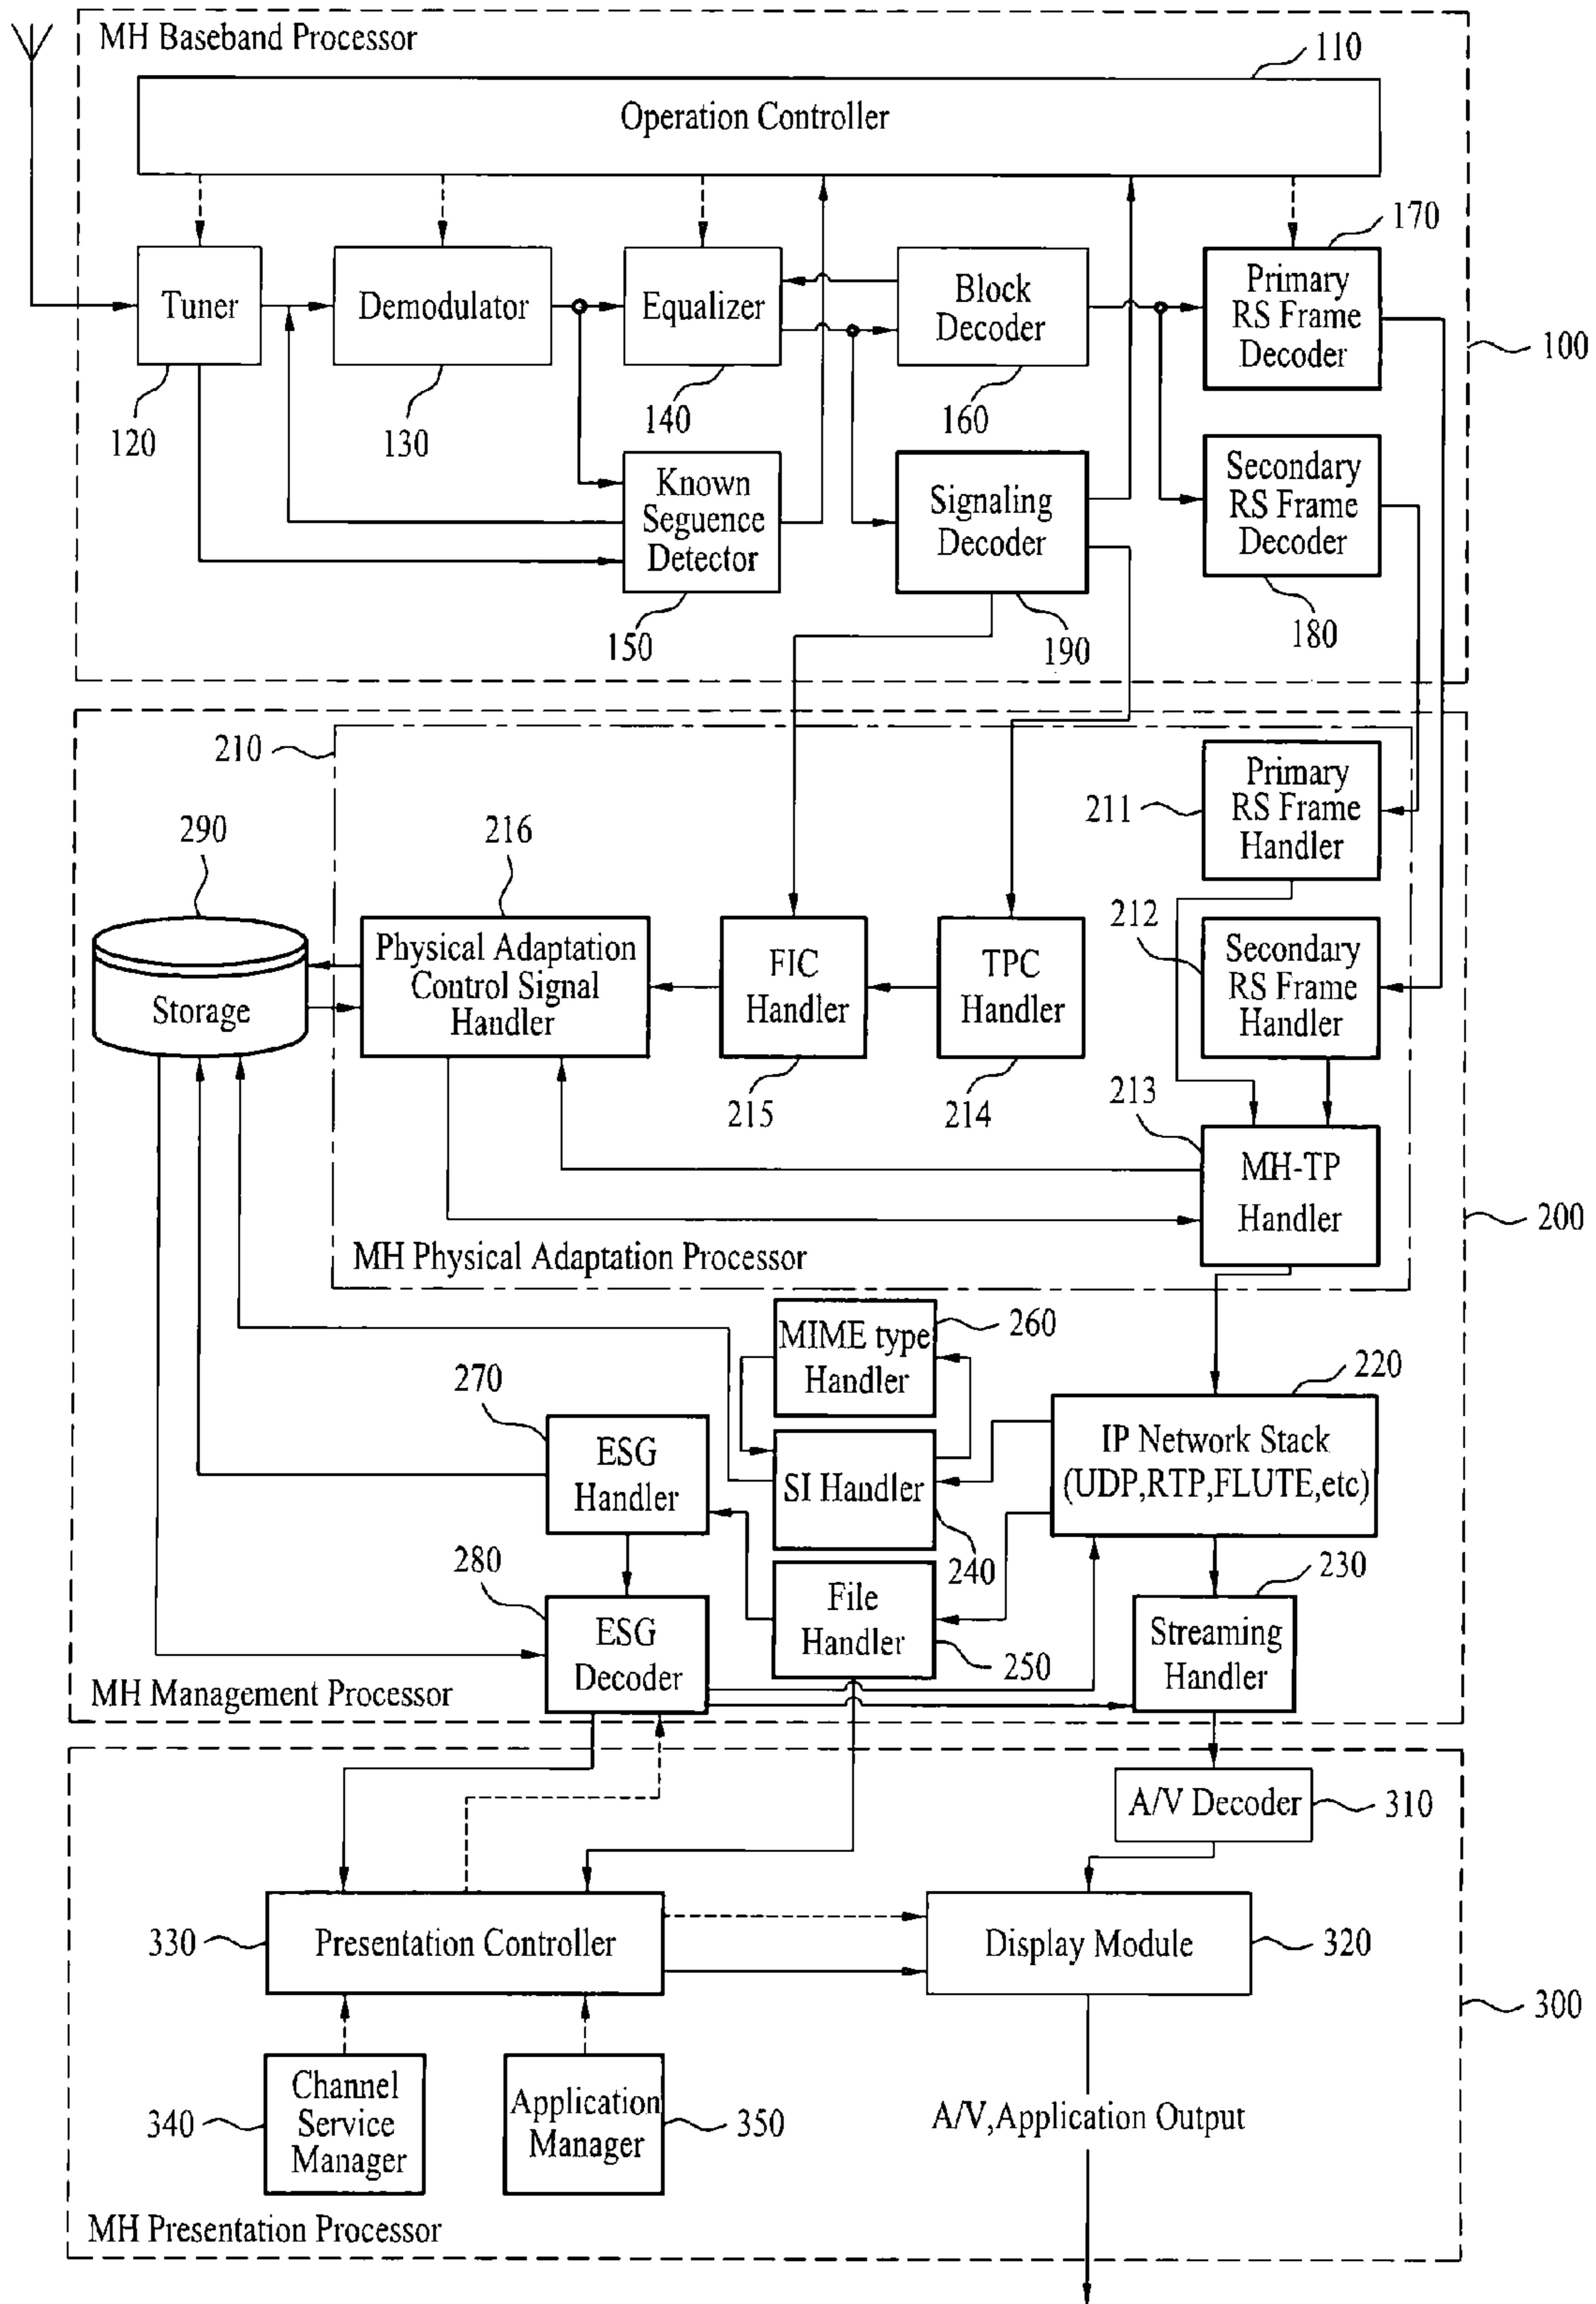 MH Baseband Processor
110
Operation Controller
170
Tuner
Demodulator
Equalizer
Block
Decoder
Primary
RS Frame
Decoder
100
120
130
140
160
Known
Seguence
Detector
Signaling
Decoder
Secondary
RS Frame
Decoder
150
190
180
210
Primary
RS Frame
Handler
211
290
216
212
Storage
Physical Adaptation
Control Signal
Handler
FIC
Handler
TPC
Handler
Secondary
RS Frame
Handler
215
214
213
MH-TP
Handler
200
MH Physical Adaptation Processor
MIME type
Handler
260
270
220
ESG
Handler
SI Handler
IP Network Stack
(UDP,RTP,FLUTE,etc)
280
240
230
ESG
Decoder
File
Handler
250
Streaming
Handler
MH Management Processor
A/V Decoder
310
330
Presentation Controller
Display Module
320
300
340
Channel
Service
Manager
Application
Manager
350
A/V,Application Output
MH Presentation Processor